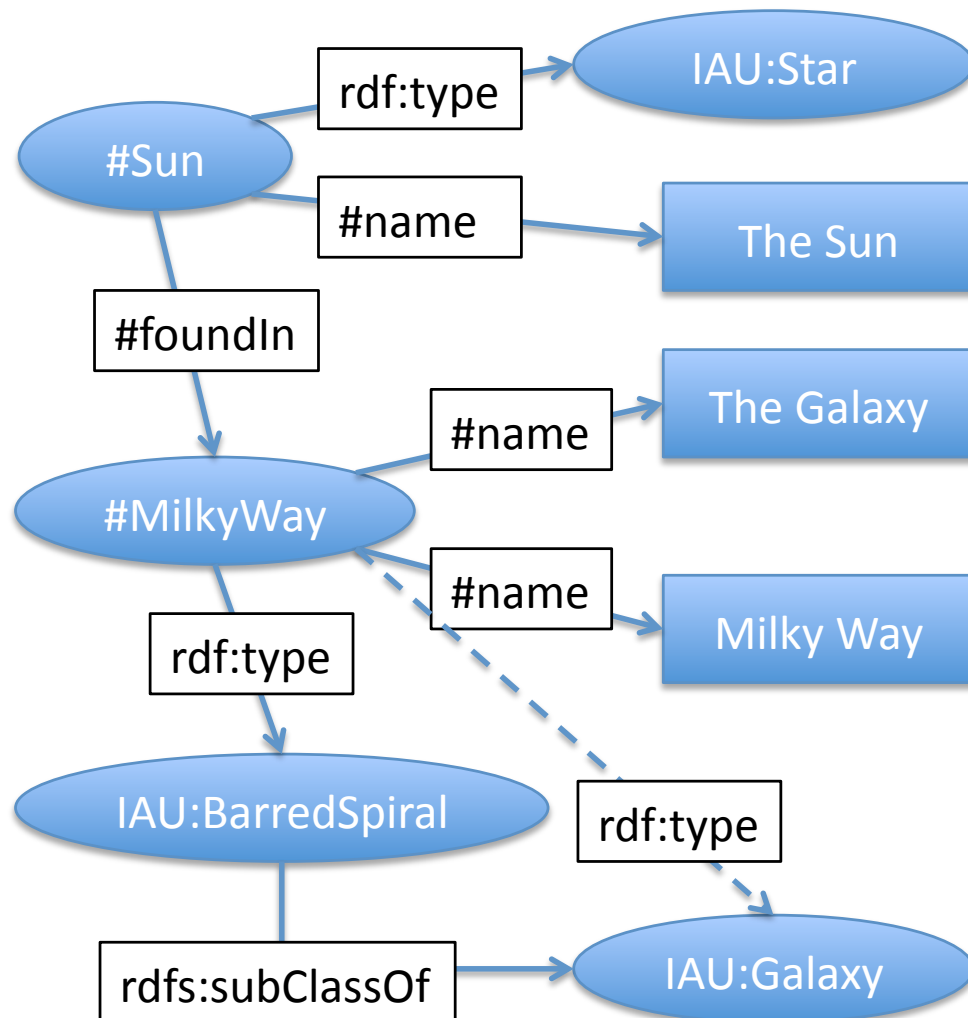 IAU:Star
rdf:type
#Sun
#name
The Sun
#foundIn
The Galaxy
#name
#MilkyWay
#name
Milky Way
rdf:type
IAU:BarredSpiral
rdf:type
rdfs:subClassOf
IAU:Galaxy